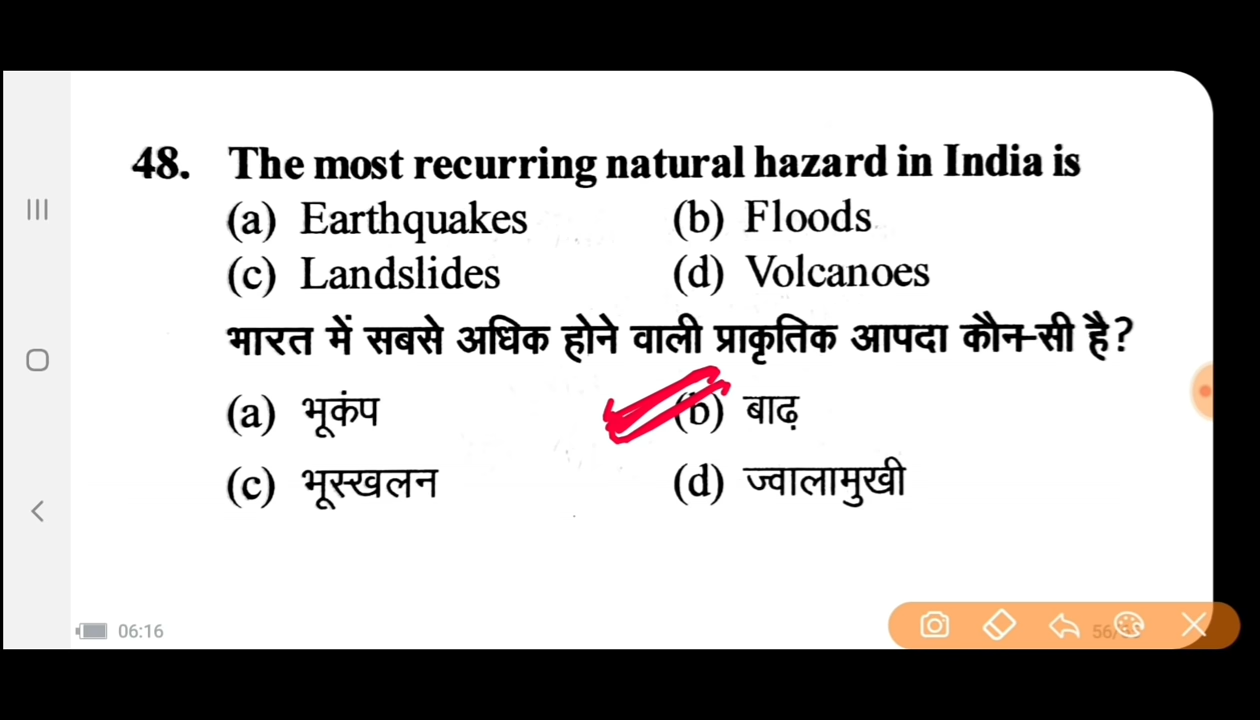 48. The most recurring natural hazard in India is
(a) Earthquakes (b) Floods
(c) Landslides (d) Volcanoes
भारत में सबसे अधिक होने वाली प्राकृतिक आपदा कौन-सी है?
(a) भूकंप (b) बाढ़
(c) भूस्खलन (d) ज्वालामुखी
06:16